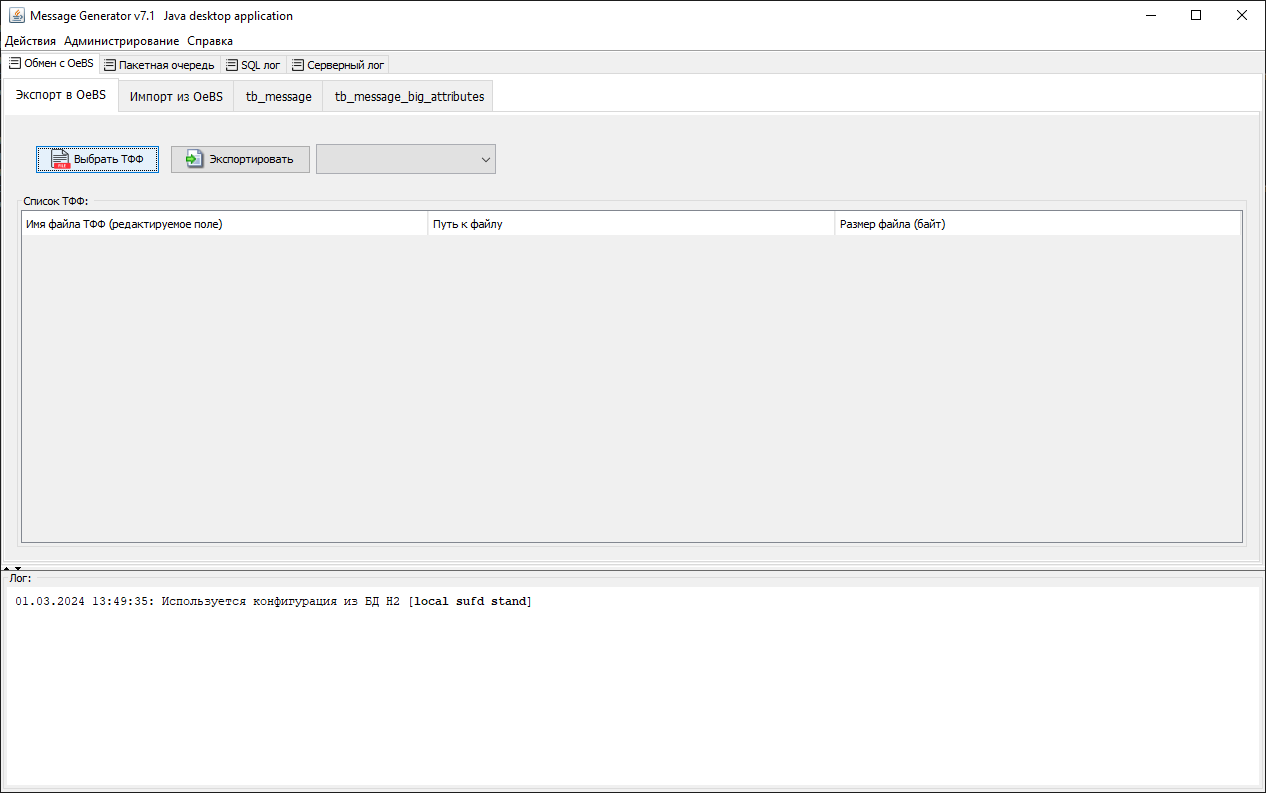 Message Generator v7.1 Java desktop application
Действия Администрирование Справка
Обмен с OeBS Пакетная очередь SQL лог Серверный лог
Экспорт в OeBS Импорт из OeBS tb_message tb_message_big_attributes
Выбрать ТФФ Экспортировать
Список ТФФ:
Имя файла ТФФ (редактируемое поле) Путь к файлу Размер файла (байт)
Лог:
01.03.2024 13:49:35: Используется конфигурация из БД H2 [local sufd stand]